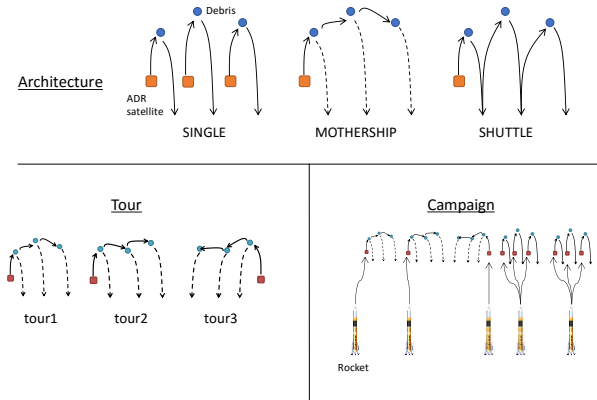 Debris
Architecture
ADR
satellite
SINGLE
MOTHERSHIP
SHUTTLE
Tour
tour1
tour2
tour3
Campaign
Rocket